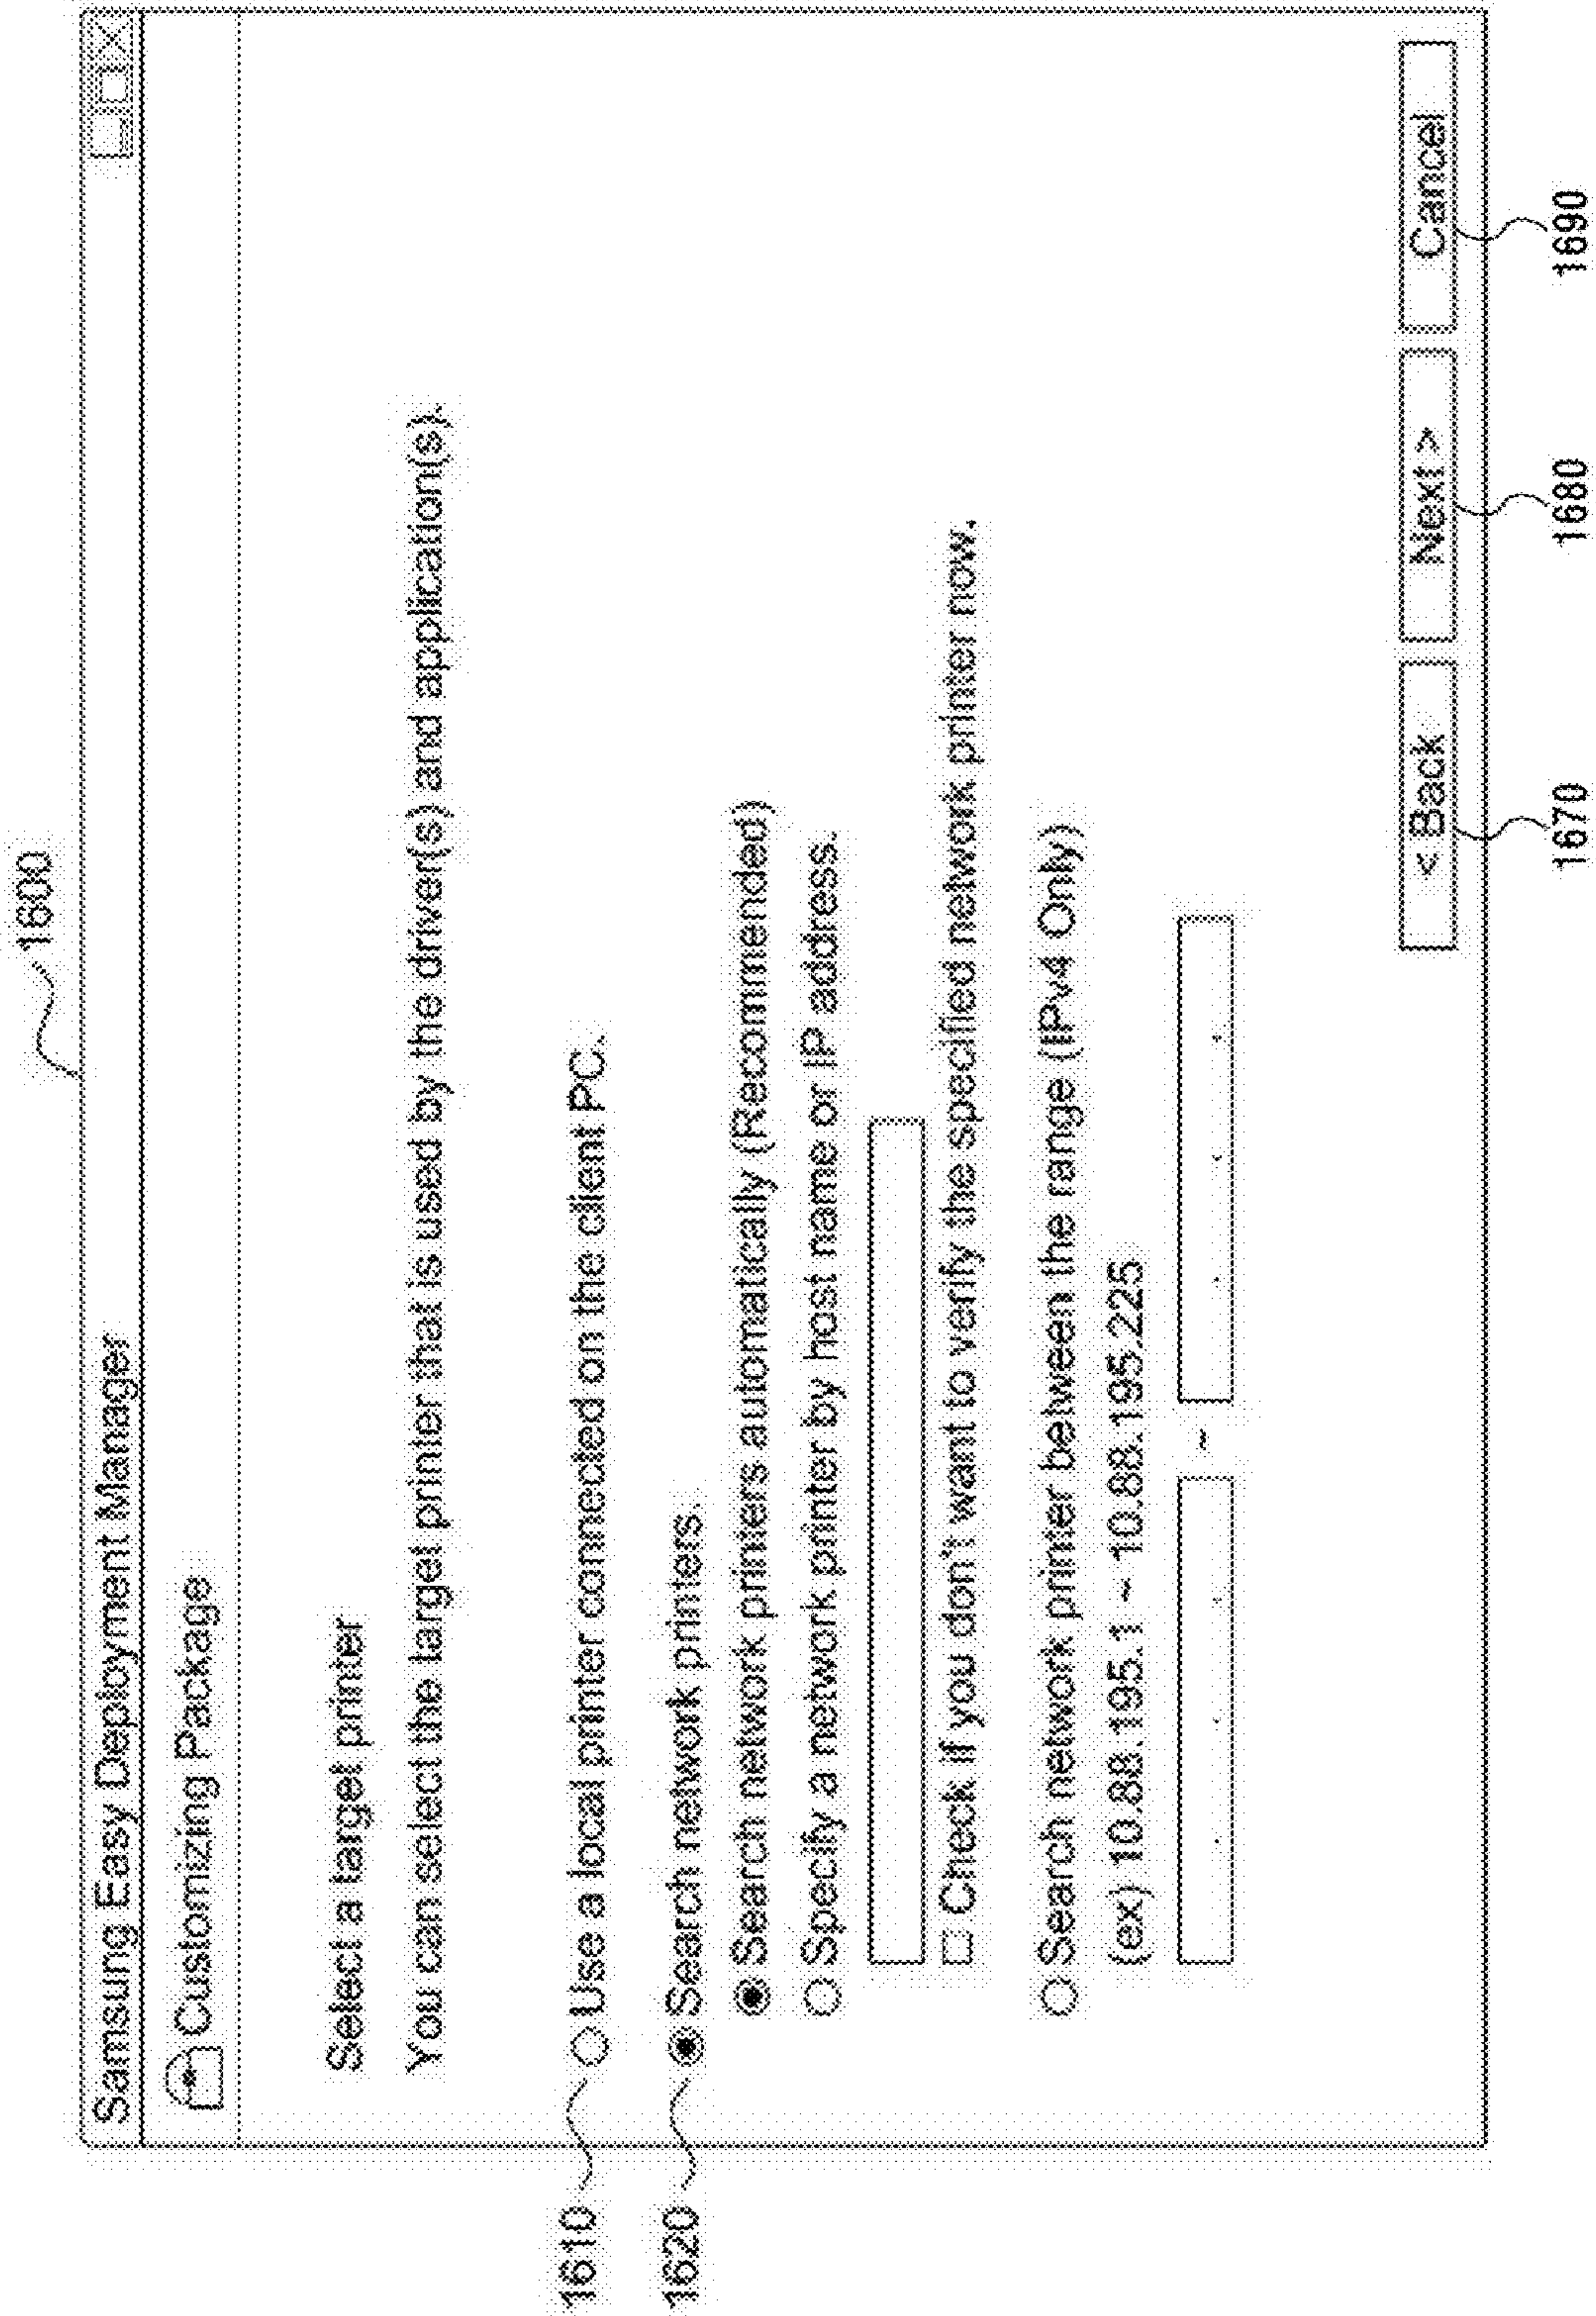 1600
Samsung Easy Deployment Manager
Customizing Package
Select a target printer
You can select the target printer that is used by the driver(s) and application(s).
1610 Use a local printer connected on the client PC.
1620 Search network printers.
Search network printers automatically (Recommended)
Specify a network printer by host name or IP address.
Check if you don't want to verify the specified network printer now.
Search network printer between the range (IPv4 Only))
(ex) 10.88.195.1 ~ 10.88.195.225
. . . ~ . . .
< Back Next > Cancel
1670 1680 1690